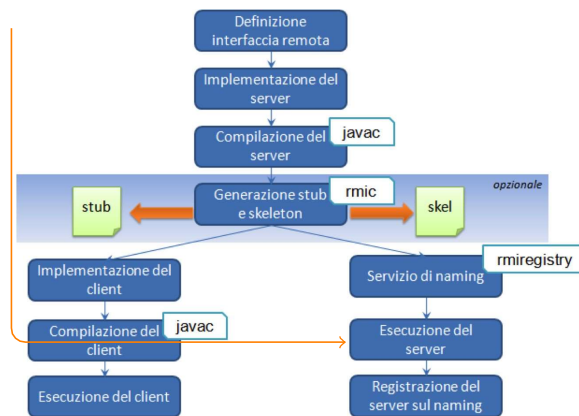 Definizione
interfaccia remota
Implementazione del
server
Compilazione del
server
javac
opzionale
stub
Generazione stub
e skeleton
rmic
skel
Implementazione del
client
Servizio di naming
rmiregistry
Compilazione del
client
javac
Esecuzione del
server
Esecuzione del client
Registrazione del
server sul naming